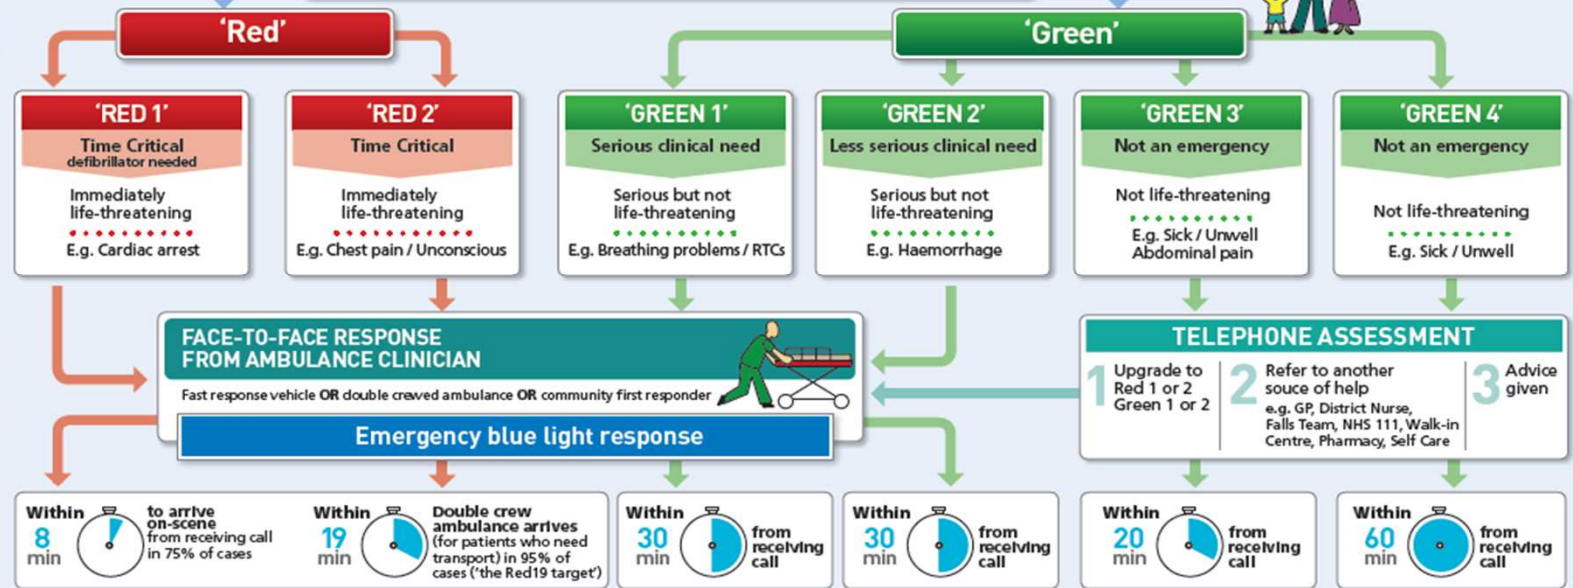 'Red'
'Green'
'RED 1'
Time Critical
defibrillator needed
Immediately
life-threatening
E.g. Cardiac arrest
'RED 2'
Time Critical
Immediately
life-threatening
E.g. Chest pain / Unconscious
'GREEN 1'
Serious clinical need
Serious but not
life-threatening
E.g. Breathing problems / RTCs
'GREEN 2'
Less serious clinical need
Serious but not
life-threatening
E.g. Haemorrhage
'GREEN 3'
Not an emergency
Not life-threatening
E.g. Sick / Unwell
Abdominal pain
'GREEN 4'
Not an emergency
Not life-threatening
E.g. Sick / Unwell
FACE-TO-FACE RESPONSE
FROM AMBULANCE CLINICIAN
Fast response vehicle OR double crewed ambulance OR community first responder
Emergency blue light response
TELEPHONE ASSESSMENT
1
Upgrade to
Red 1 or 2
Green 1 or 2
2
Refer to another
souce of help
e.g. GP, District Nurse,
Falls Team, NHS 111, Walk-in
Centre, Pharmacy, Self Care
3
Advice
given
Within
8
min
to arrive
on-scene
from receiving call
in 75% of cases
Within
19
min
Double crew
ambulance arrives
(for patients who need
transport) in 95% of
cases ('the Red19 target')
Within
30
min
from
receiving
call
Within
30
min
from
receiving
call
Within
20
min
from
receiving
call
Within
60
min
from
receiving
call